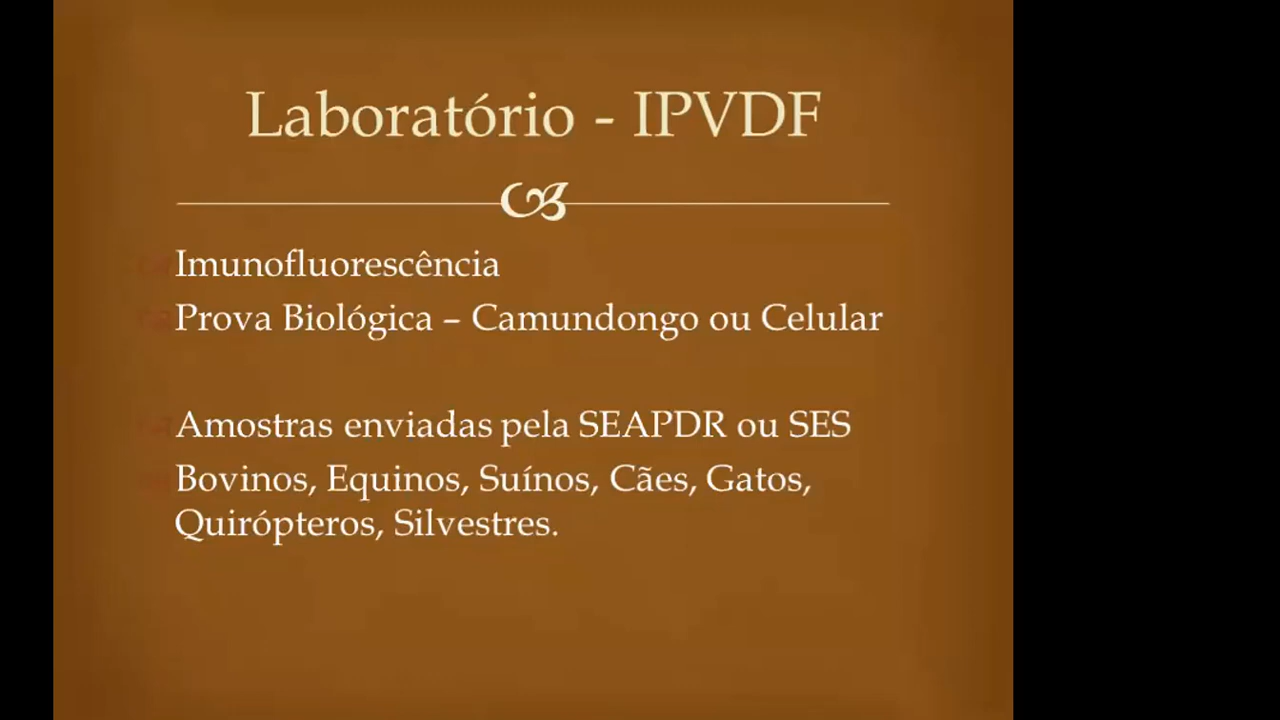 Laboratório - IPVDF
Imunofluorescência
Prova Biológica – Camundongo ou Celular
Amostras enviadas pela SEAPDR ou SES
Bovinos, Equinos, Suínos, Cães, Gatos,
Quirópteros, Silvestres.